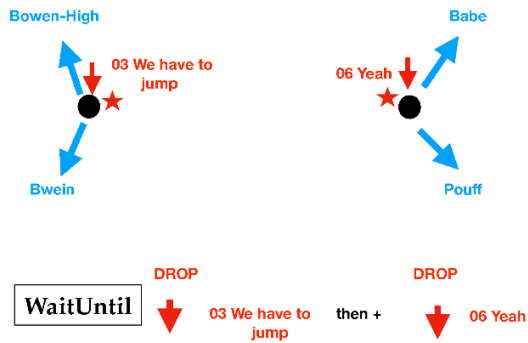 Bowen-High
Babe
03 We have to
jump
06 Yeah
Bwein
Pouff
DROP
DROP
WaitUntil
03 We have to
jump
then +
06 Yeah